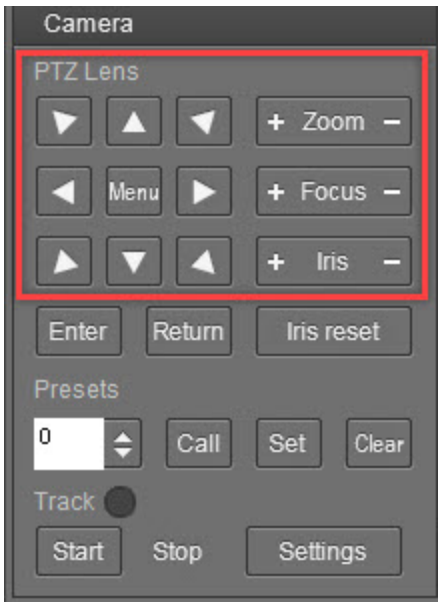 Camera
PTZ Lens
+ Zoom −
Menu + Focus −
+ Iris −
Enter Return Iris reset
Presets
0 Call Set Clear
Track
Start Stop Settings